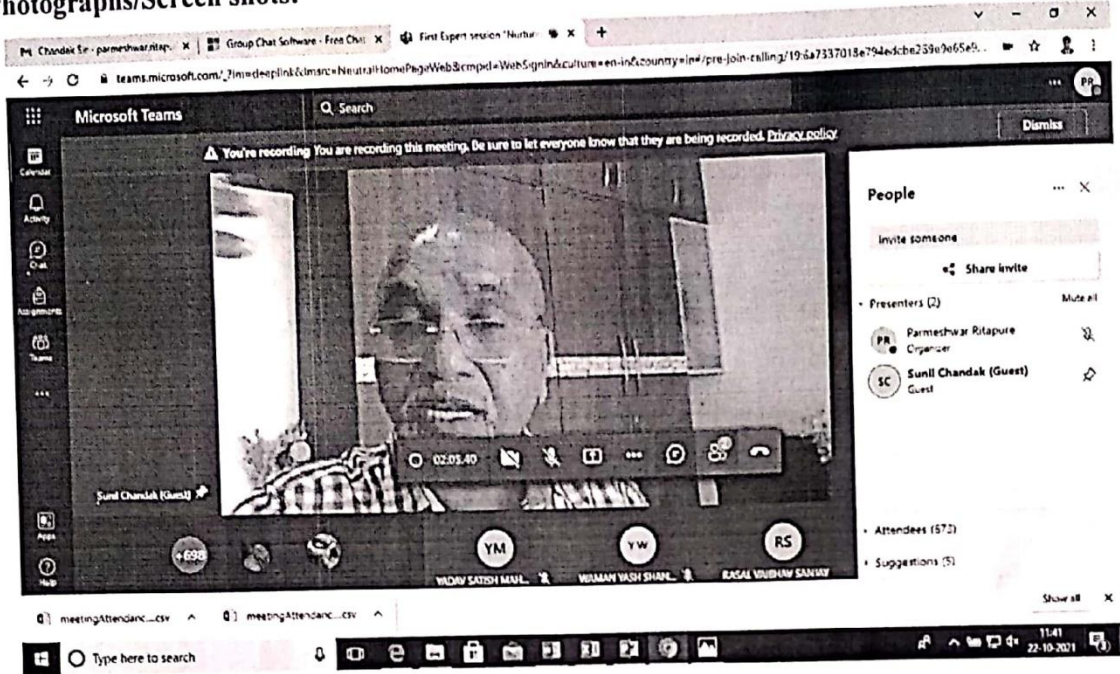 Photographs/Screen shots:
Chandak Sir - parmeshwar.ritap.. Group Chat Software - Free Chat First Expert session "Nurtur
Microsoft Teams
Search
PR
You're recording You are recording this meeting. Be sure to let everyone know that they are being recorded. Privacy policy
Dismiss
Calendar
Activity
Chat
Assignments
Teams
Apps
Help
Sunil Chandak (Guest)
02:05:40
+698
YM
YADAV SATISH MAH...
YW
WAMAN YASH SHAN...
RS
RASAL VAIBHAV SANJAY
People
Invite someone
Share invite
Presenters (2) Mute all
PR Parmeshwar Ritapure
Organizer
SC Sunil Chandak (Guest)
Guest
Attendees (673)
Suggestions (5)
meetingAttendanc....csv meetingAttendanc....csv Show all
Type here to search
11:41
22-10-2021